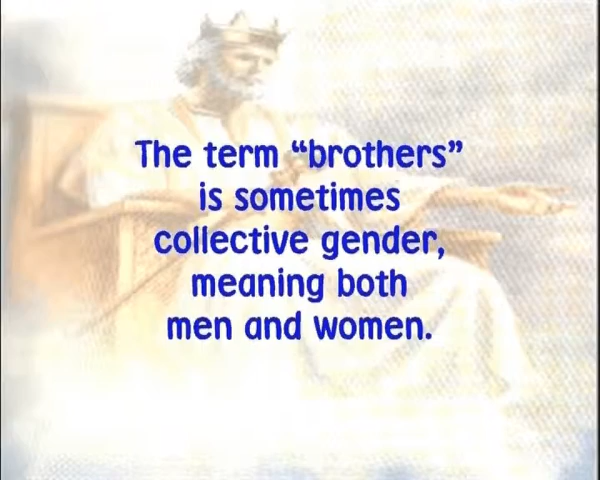 The term “brothers”
is sometimes
collective gender,
meaning both
men and women.